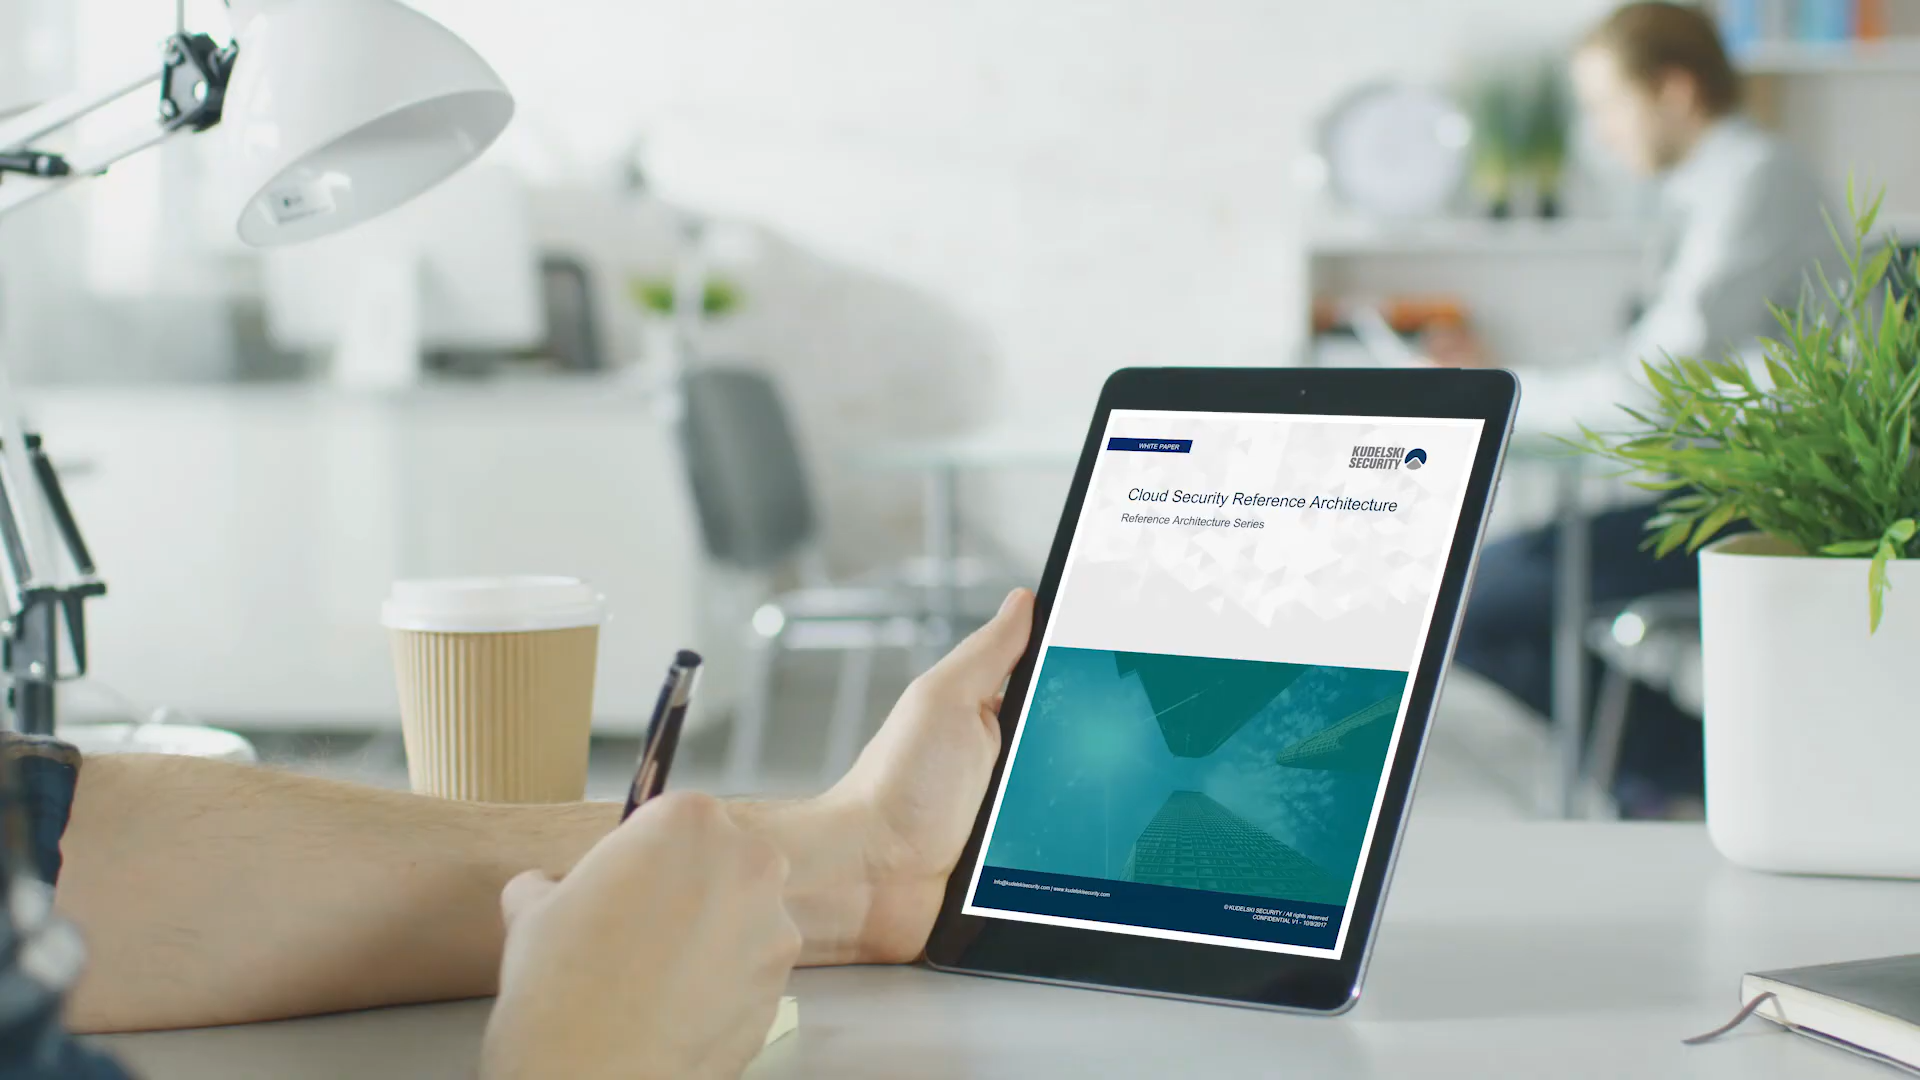 WHITE PAPER
KUDELSKI
SECURITY
Cloud Security Reference Architecture
Reference Architecture Series
info@kudelskisecurity.com | www.kudelskisecurity.com
© KUDELSKI SECURITY / All rights reserved
CONFIDENTIAL V1 - 10/9/2017